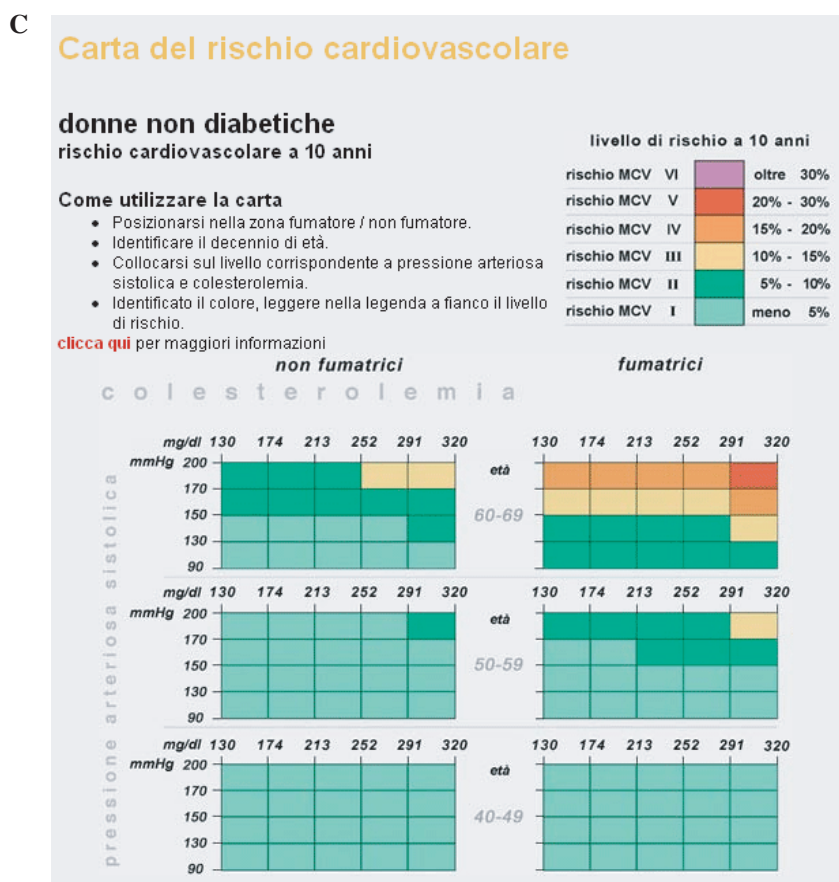 C
Carta del rischio cardiovascolare
donne non diabetiche
rischio cardiovascolare a 10 anni
Come utilizzare la carta
• Posizionarsi nella zona fumatore / non fumatore.
• Identificare il decennio di età.
• Collocarsi sul livello corrispondente a pressione arteriosa
sistolica e colesterolemia.
• Identificato il colore, leggere nella legenda a fianco il livello
di rischio.
clicca qui per maggiori informazioni
livello di rischio a 10 anni
rischio MCV VI oltre 30%
rischio MCV V 20% - 30%
rischio MCV IV 15% - 20%
rischio MCV III 10% - 15%
rischio MCV II 5% - 10%
rischio MCV I meno 5%
non fumatrici fumatrici
colesterolemia
pressione arteriosa sistolica
mg/dl 130 174 213 252 291 320 130 174 213 252 291 320
mmHg 200 età
170
150 60-69
130
90
mg/dl 130 174 213 252 291 320 130 174 213 252 291 320
mmHg 200 età
170
150 50-59
130
90
mg/dl 130 174 213 252 291 320 130 174 213 252 291 320
mmHg 200 età
170
150 40-49
130
90